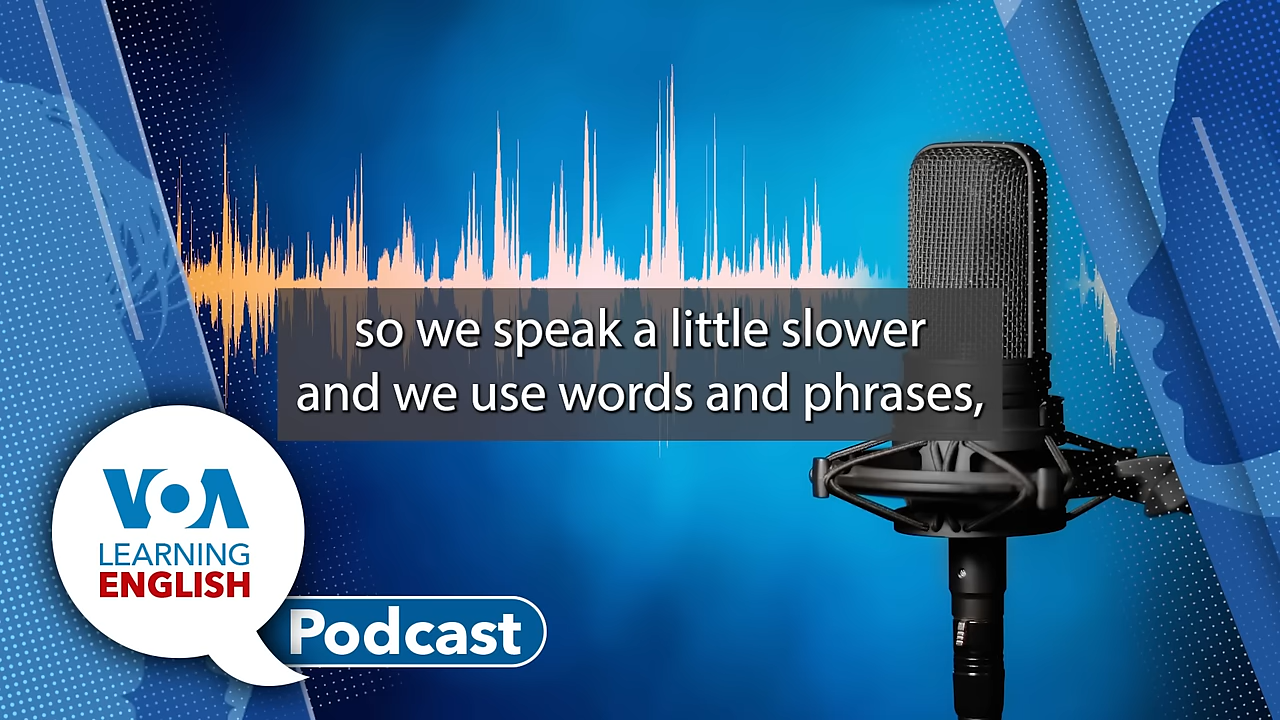 so we speak a little slower
and we use words and phrases,
VOA
LEARNING
ENGLISH
Podcast